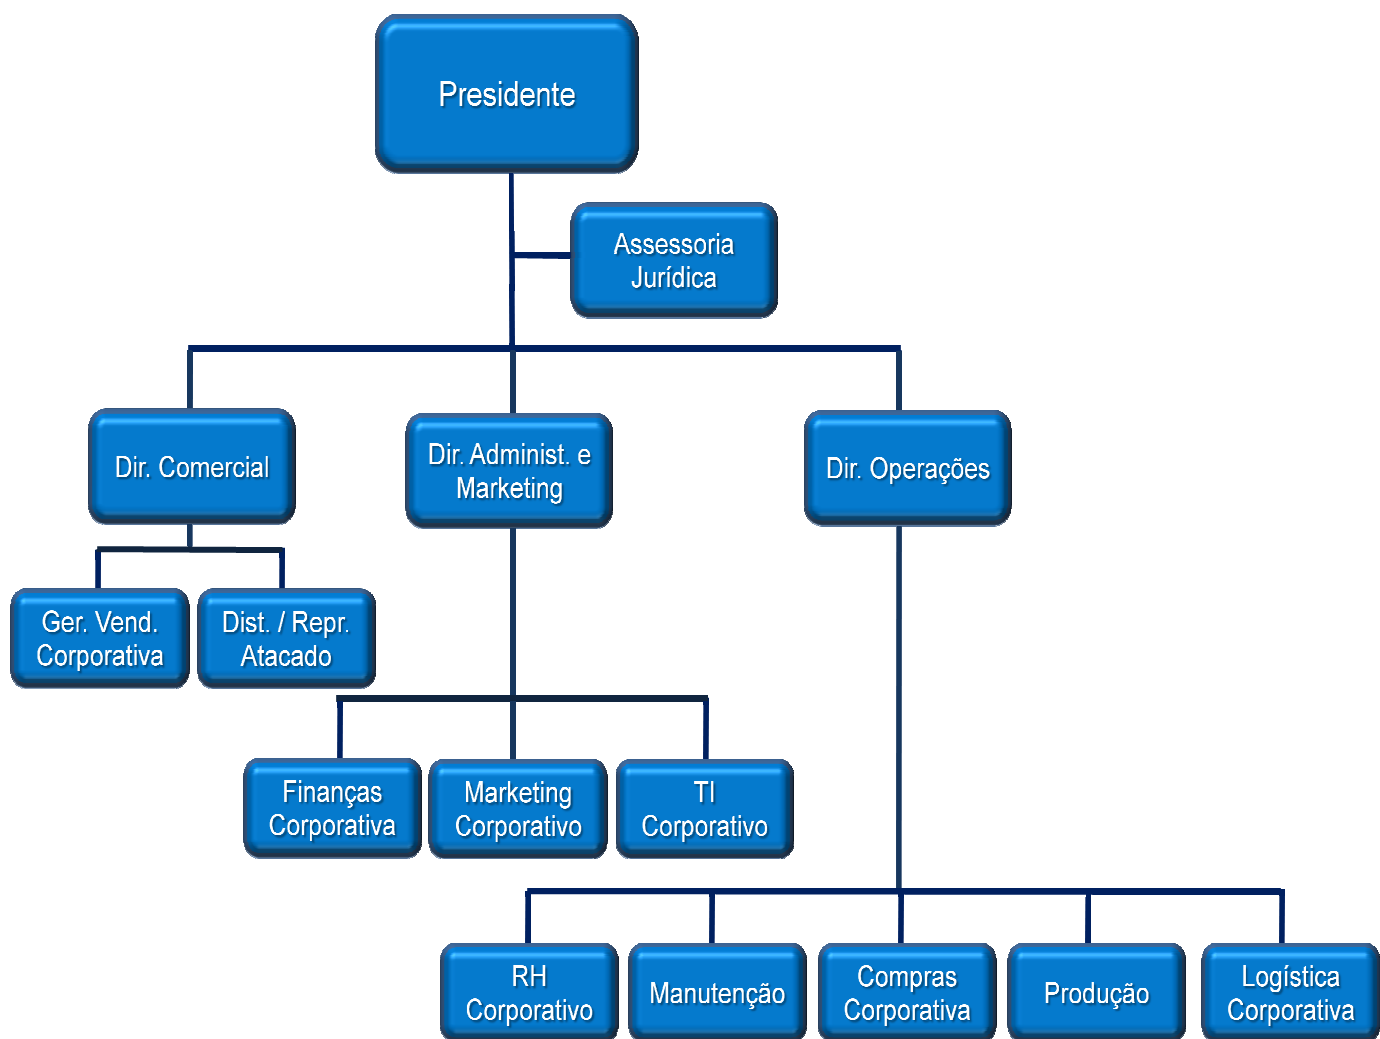 Presidente
Assessoria
Jurídica
Dir. Comercial
Dir. Administ. e
Marketing
Dir. Operações
Ger. Vend.
Corporativa
Dist. / Repr.
Atacado
Finanças
Corporativa
Marketing
Corporativo
TI
Corporativo
RH
Corporativo
Manutenção
Compras
Corporativa
Produção
Logística
Corporativa